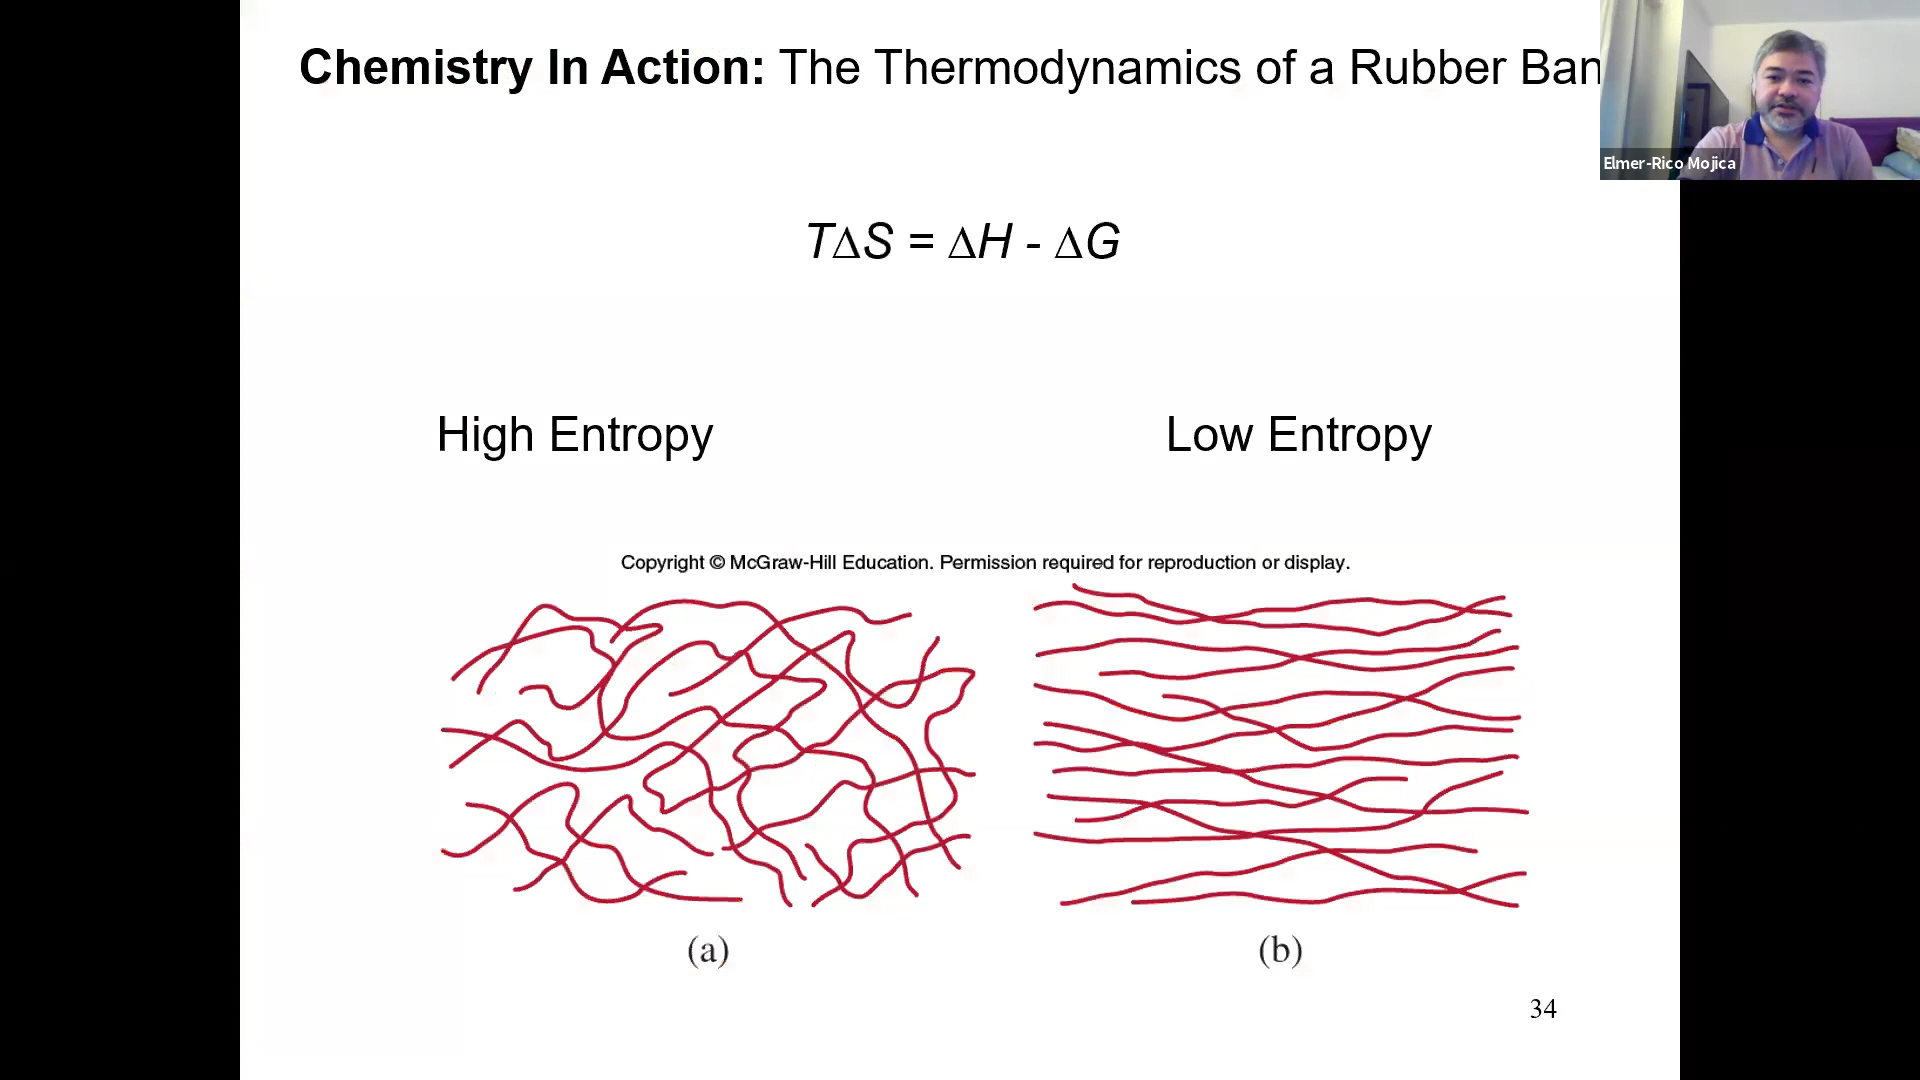 Chemistry In Action: The Thermodynamics of a Rubber Ban
Elmer-Rico Mojica
TΔS = ΔH - ΔG
High Entropy
Low Entropy
Copyright © McGraw-Hill Education. Permission required for reproduction or display.
(a)
(b)
34